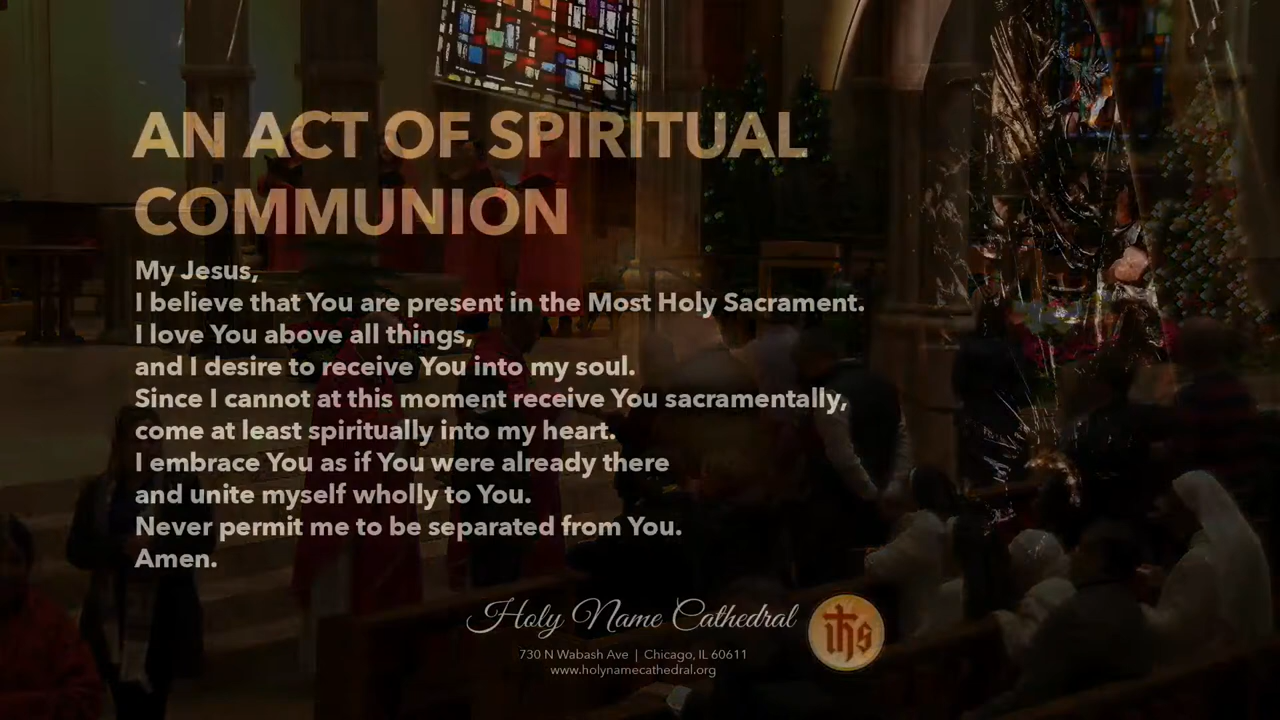 AN ACT OF SPIRITUAL
COMMUNION
My Jesus,
I believe that You are present in the Most Holy Sacrament.
I love You above all things,
and I desire to receive You into my soul.
Since I cannot at this moment receive You sacramentally,
come at least spiritually into my heart.
I embrace You as if You were already there
and unite myself wholly to You.
Never permit me to be separated from You.
Amen.
Holy Name Cathedral
ihs
730 N Wabash Ave | Chicago, IL 60611
www.holynamecathedral.org